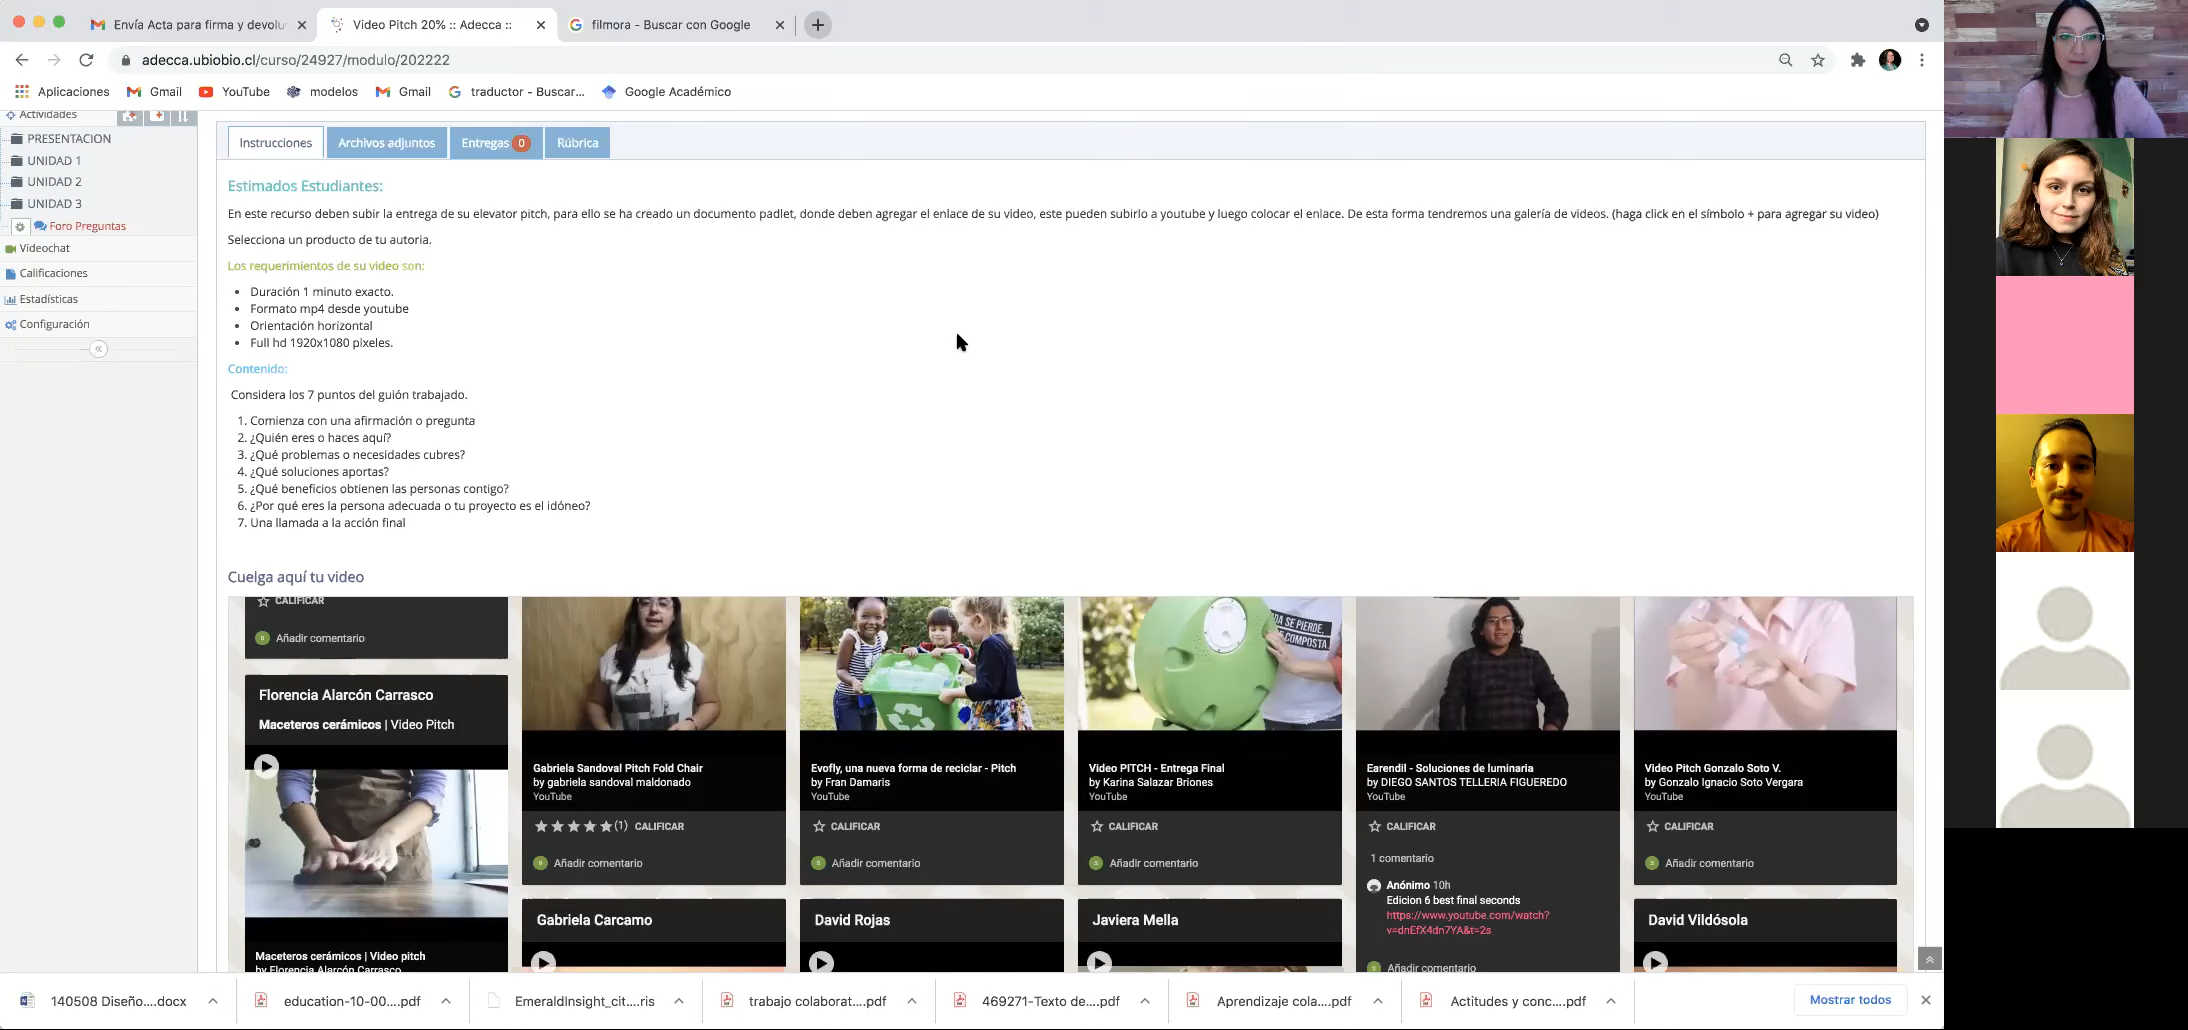 Envía Acta para firma y devolu
Video Pitch 20% :: Adecca ::
filmora - Buscar con Google
adecca.ubiobio.cl/curso/24927/modulo/202222
Aplicaciones
Gmail
YouTube
modelos
Gmail
traductor - Buscar...
Google Académico
Actividades
PRESENTACION
UNIDAD 1
UNIDAD 2
UNIDAD 3
Foro Preguntas
Videochat
Calificaciones
Estadísticas
Configuración
Instrucciones
Archivos adjuntos
Entregas 0
Rúbrica
Estimados Estudiantes:
En este recurso deben subir la entrega de su elevator pitch, para ello se ha creado un documento padlet, donde deben agregar el enlace de su video, este pueden subirlo a youtube y luego colocar el enlace. De esta forma tendremos una galería de videos. (haga click en el símbolo + para agregar su video)
Selecciona un producto de tu autoria.
Los requerimientos de su video son:
Duración 1 minuto exacto.
Formato mp4 desde youtube
Orientación horizontal
Full hd 1920x1080 pixeles.
Contenido:
Considera los 7 puntos del guión trabajado.
1. Comienza con una afirmación o pregunta
2. ¿Quién eres o haces aquí?
3. ¿Qué problemas o necesidades cubres?
4. ¿Qué soluciones aportas?
5. ¿Qué beneficios obtienen las personas contigo?
6. ¿Por qué eres la persona adecuada o tu proyecto es el idóneo?
7. Una llamada a la acción final
Cuelga aquí tu video
CALIFICAR
Añadir comentario
Florencia Alarcón Carrasco
Maceteros cerámicos | Video Pitch
Maceteros cerámicos | Video pitch
by Florencia Alarcón Carrasco
Gabriela Sandoval Pitch Fold Chair
by gabriela sandoval maldonado
YouTube
(1) CALIFICAR
Añadir comentario
Gabriela Carcamo
Evofly, una nueva forma de reciclar - Pitch
by Fran Damaris
YouTube
CALIFICAR
Añadir comentario
David Rojas
DA SE PIERDE,
COMPOSTA.
Video PITCH - Entrega Final
by Karina Salazar Briones
YouTube
CALIFICAR
Añadir comentario
Javiera Mella
Earendil - Soluciones de luminaria
by DIEGO SANTOS TELLERIA FIGUEREDO
YouTube
CALIFICAR
1 comentario
Anónimo 10h
Edicion 6 best final seconds
https://www.youtube.com/watch?
v=dnEfX4dn7YA&t=2s
Añadir comentario
Video Pitch Gonzalo Soto V.
by Gonzalo Ignacio Soto Vergara
YouTube
CALIFICAR
Añadir comentario
David Vildósola
140508 Diseño....docx
education-10-00....pdf
EmeraldInsight_cit....ris
trabajo colaborat....pdf
469271-Texto de....pdf
Aprendizaje cola....pdf
Actitudes y conc....pdf
Mostrar todos